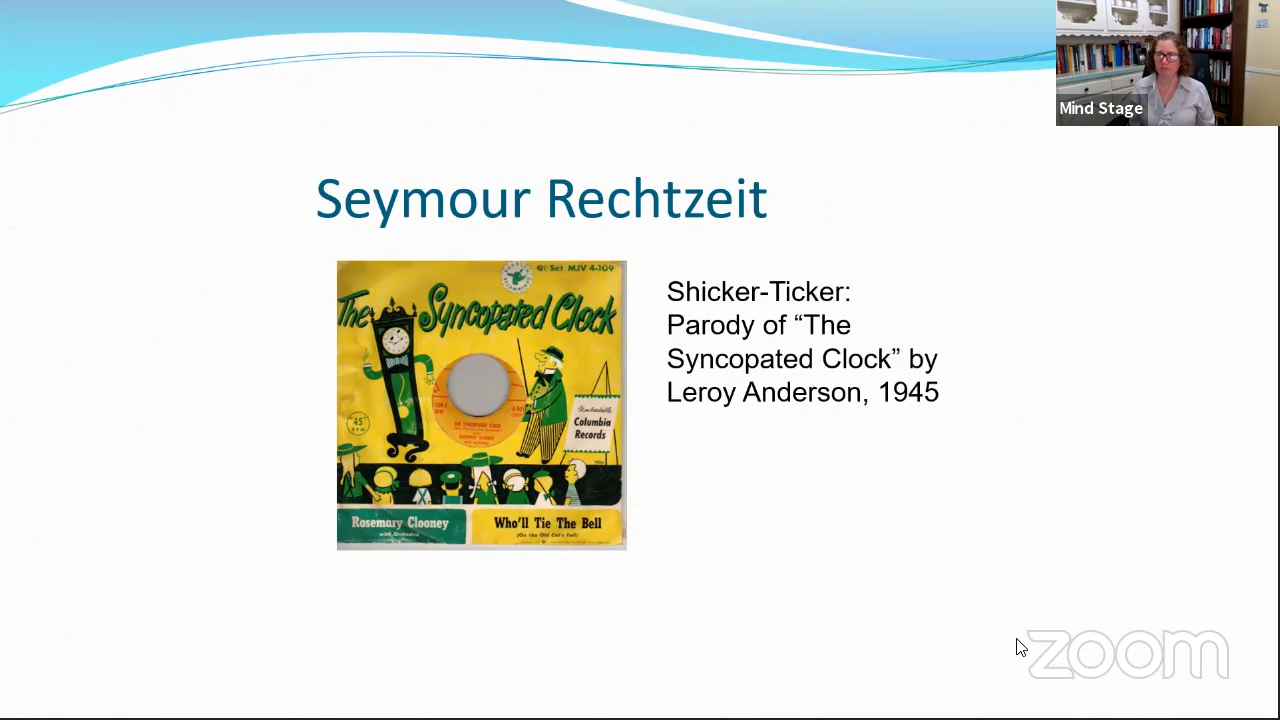 Mind Stage
Seymour Rechtzeit
Set MJV 4-109
The Syncopated Clock
Columbia
Records
45
Rosemary Clooney
with Orchestra
Who'll Tie The Bell
(On the Old Cat's Tail)
Shicker-Ticker:
Parody of “The
Syncopated Clock” by
Leroy Anderson, 1945
zoom